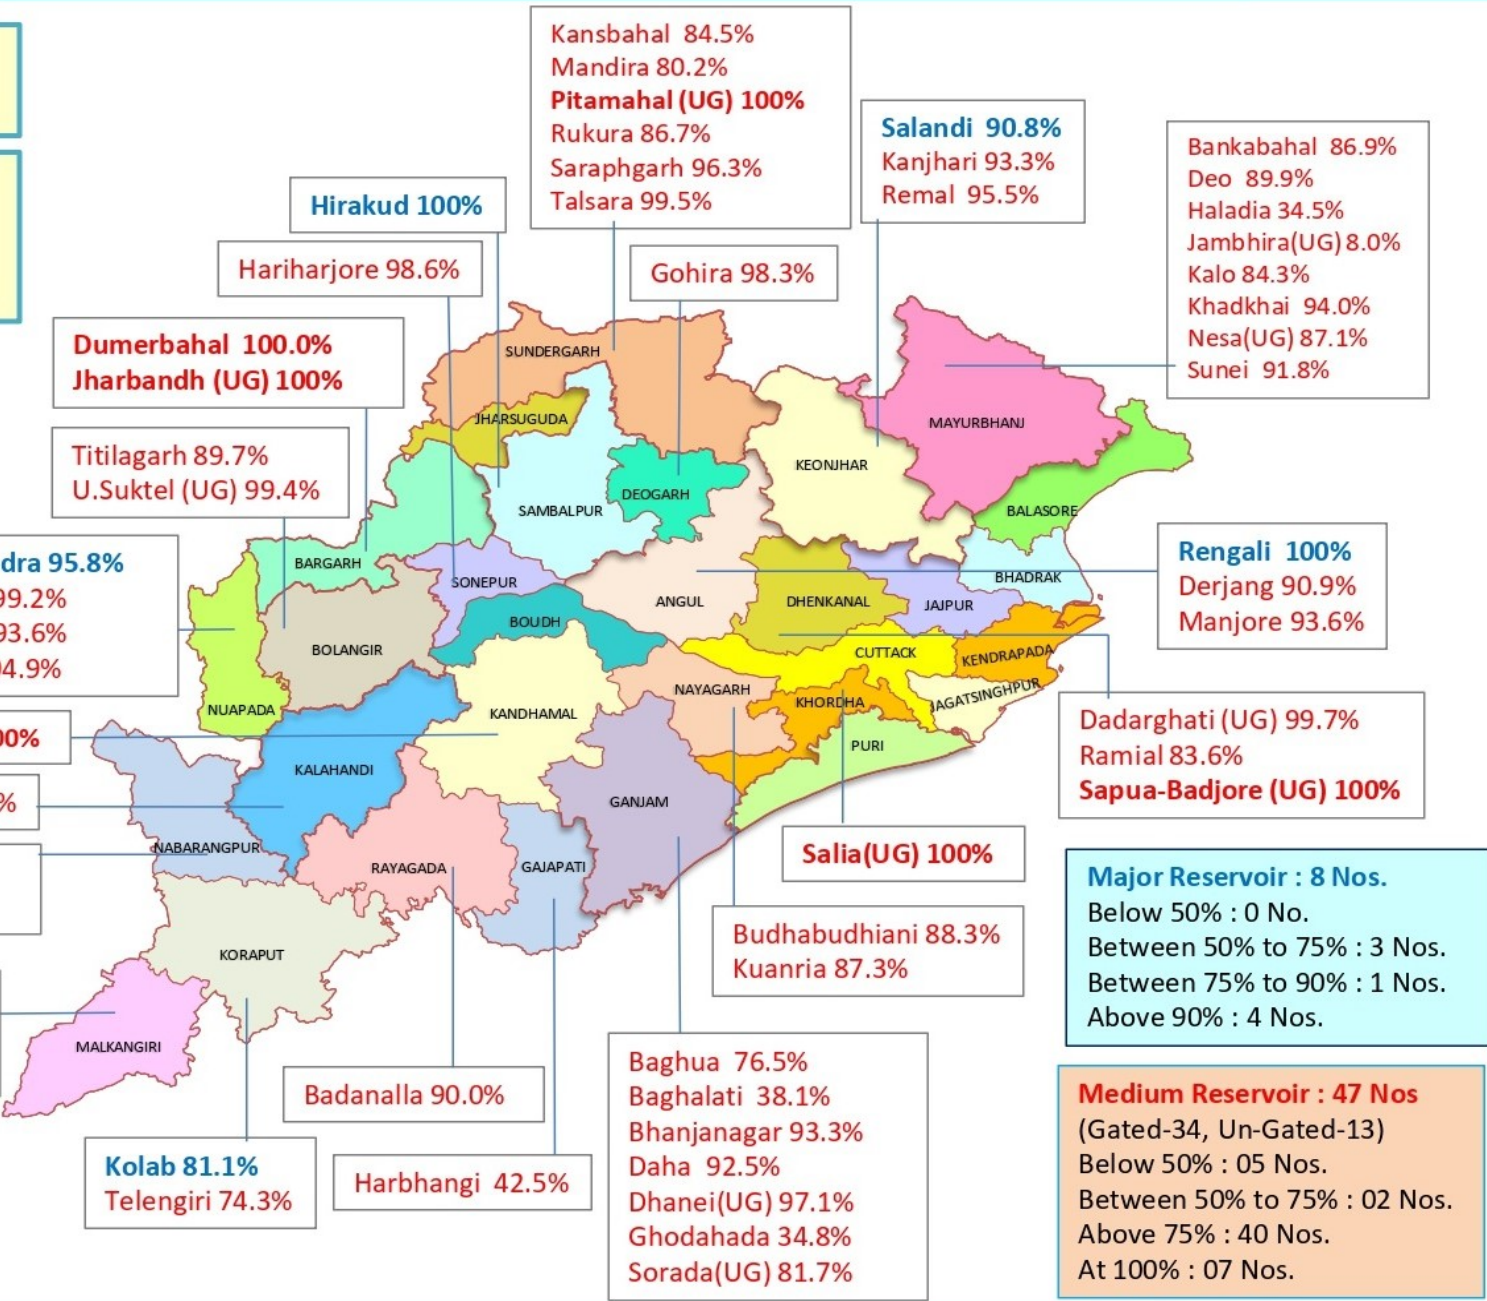 Kansbahal 84.5%
Mandira 80.2%
Pitamahal (UG) 100%
Rukura 86.7%
Saraphgarh 96.3%
Talsara 99.5%
Salandi 90.8%
Kanjhari 93.3%
Remal 95.5%
Bankabahal 86.9%
Deo 89.9%
Haladia 34.5%
Jambhira(UG) 8.0%
Kalo 84.3%
Khadkhai 94.0%
Nesa(UG) 87.1%
Sunei 91.8%
Hirakud 100%
Hariharjore 98.6%
Gohira 98.3%
Dumerbahal 100.0%
Jharbandh (UG) 100%
Titilagarh 89.7%
U.Suktel (UG) 99.4%
dra 95.8%
99.2%
93.6%
94.9%
00%
%
SUNDERGARH
JHARSUGUDA
SAMBALPUR
DEOGARH
KEONJHAR
MAYURBHANJ
BALASORE
BHADRAK
BARGARH
SONEPUR
ANGUL
DHENKANAL
JAJPUR
BOUDH
BOLANGIR
CUTTACK
KENDRAPADA
JAGATSINGHPUR
NUAPADA
KANDHAMAL
NAYAGARH
KHORDHA
PURI
KALAHANDI
GANJAM
NABARANGPUR
RAYAGADA
GAJAPATI
KORAPUT
MALKANGIRI
Rengali 100%
Derjang 90.9%
Manjore 93.6%
Dadarghati (UG) 99.7%
Ramial 83.6%
Sapua-Badjore (UG) 100%
Salia(UG) 100%
Budhabudhiani 88.3%
Kuanria 87.3%
Badanalla 90.0%
Kolab 81.1%
Telengiri 74.3%
Harbhangi 42.5%
Baghua 76.5%
Baghalati 38.1%
Bhanjanagar 93.3%
Daha 92.5%
Dhanei(UG) 97.1%
Ghodahada 34.8%
Sorada(UG) 81.7%
Major Reservoir : 8 Nos.
Below 50% : 0 No.
Between 50% to 75% : 3 Nos.
Between 75% to 90% : 1 Nos.
Above 90% : 4 Nos.
Medium Reservoir : 47 Nos
(Gated-34, Un-Gated-13)
Below 50% : 05 Nos.
Between 50% to 75% : 02 Nos.
Above 75% : 40 Nos.
At 100% : 07 Nos.